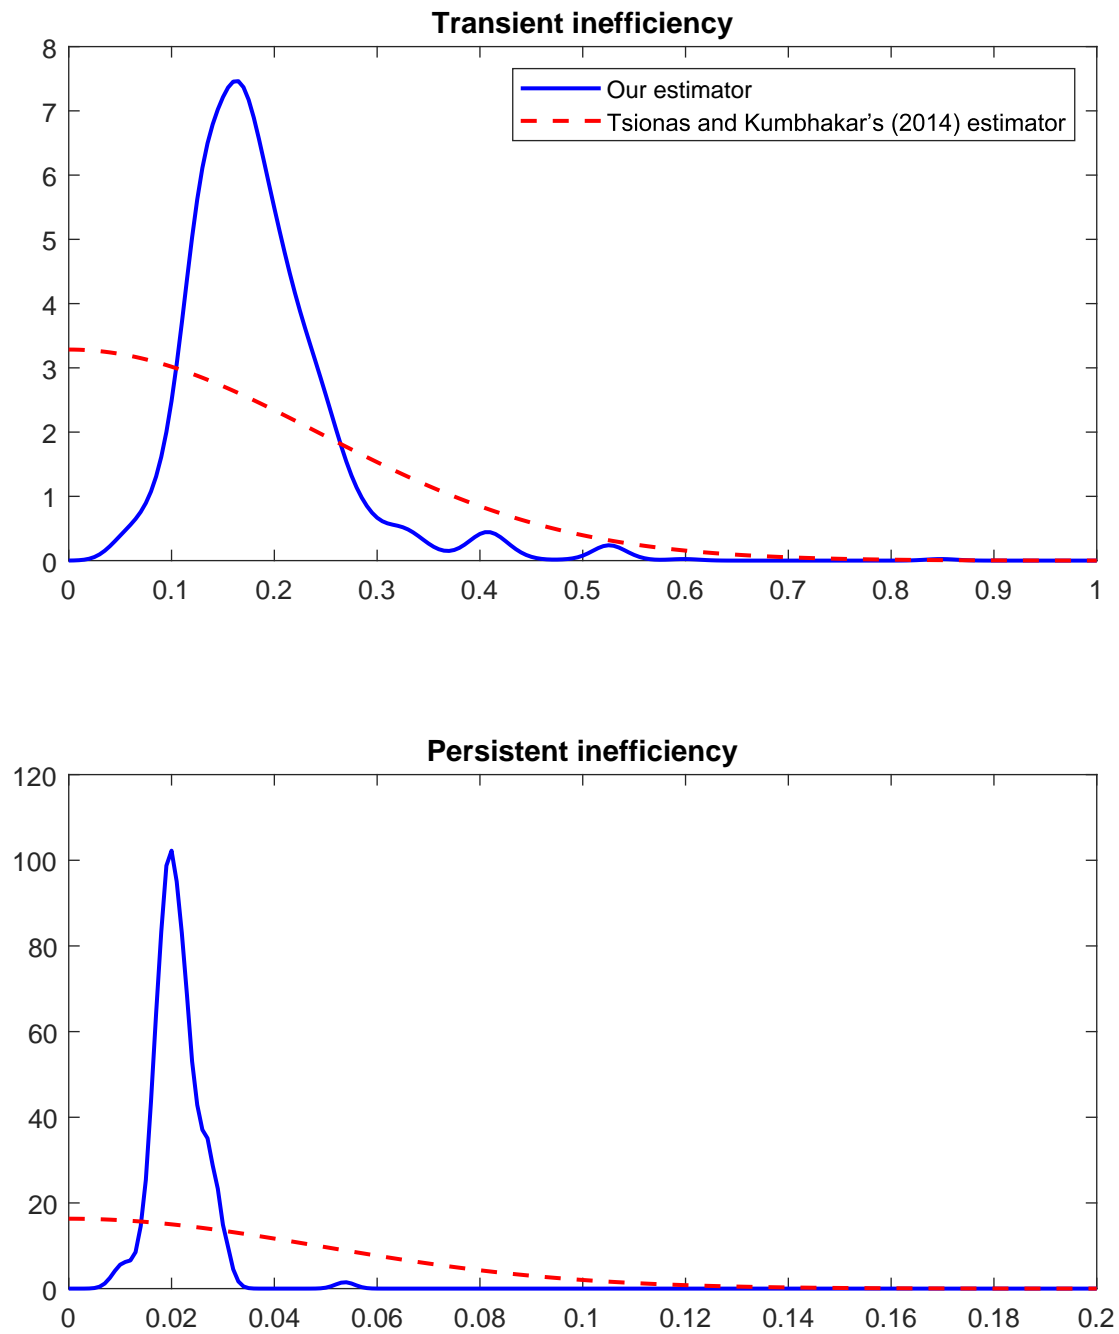 Transient inefficiency
8
7
6
5
4
3
2
1
0
Our estimator
Tsionas and Kumbhakar's (2014) estimator
0 0.1 0.2 0.3 0.4 0.5 0.6 0.7 0.8 0.9 1
Persistent inefficiency
120
100
80
60
40
20
0
0 0.02 0.04 0.06 0.08 0.1 0.12 0.14 0.16 0.18 0.2